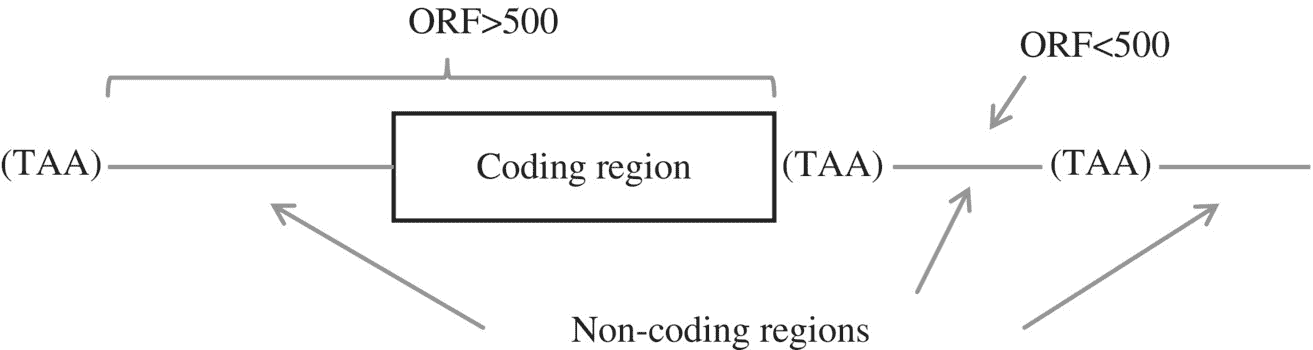 ORF>500
ORF<500
(TAA)
Coding region
(TAA)
(TAA)
Non-coding regions